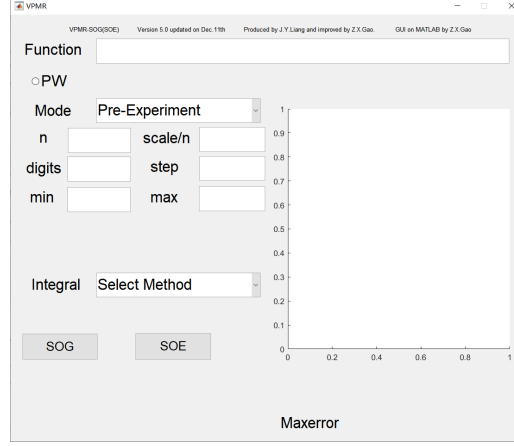 VPMR
VPMR-SOG(SOE) Version 5.0 updated on Dec.11th Produced by J.Y.Liang and improved by Z.X.Gao. GUI on MATLAB by Z.X.Gao
Function
PW
Mode Pre-Experiment
n scale/n
digits step
min max
Integral Select Method
SOG SOE
1
0.9
0.8
0.7
0.6
0.5
0.4
0.3
0.2
0.1
0
0 0.2 0.4 0.6 0.8 1
Maxerror